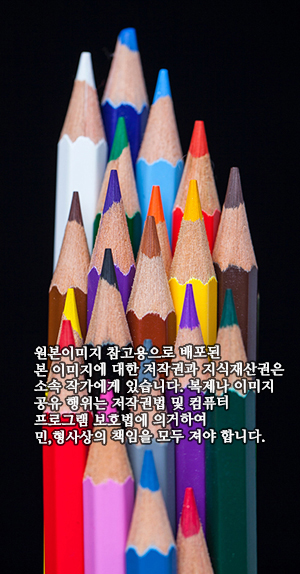 원본이미지 참고용으로 배포된
본 이미지에 대한 저작권과 지식재산권은
소속 작가에게 있습니다. 복제나 이미지
공유 행위는 저작권법 및 컴퓨터
프로그램 보호법에 의거하여
민,형사상의 책임을 모두 져야 합니다.